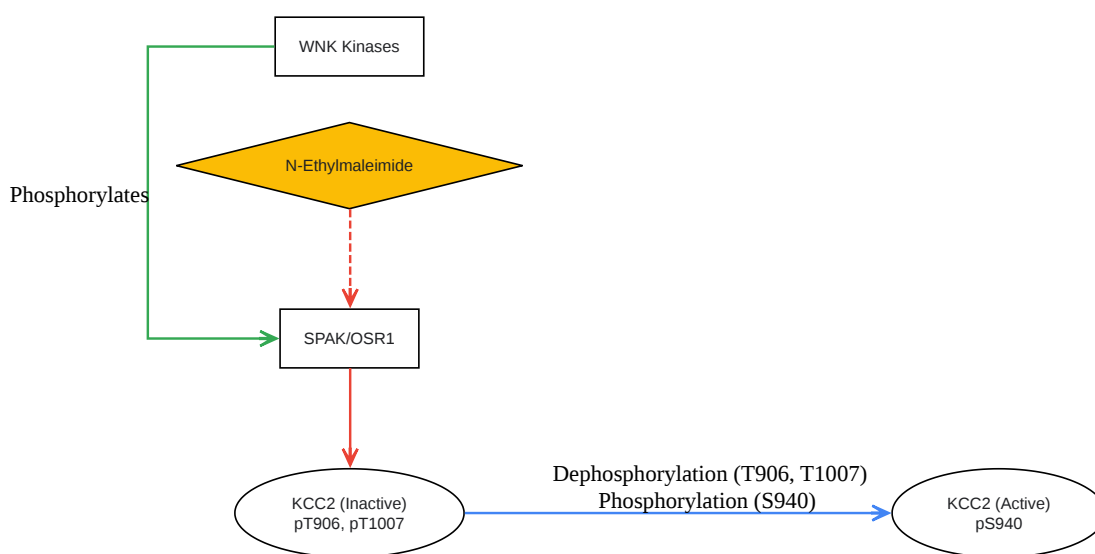 WNK Kinases
N-Ethylmaleimide
Phosphorylates
SPAK/OSR1
Dephosphorylation (T906, T1007)
Phosphorylation (S940)
KCC2 (Inactive)
pT906, pT1007
KCC2 (Active)
pS940